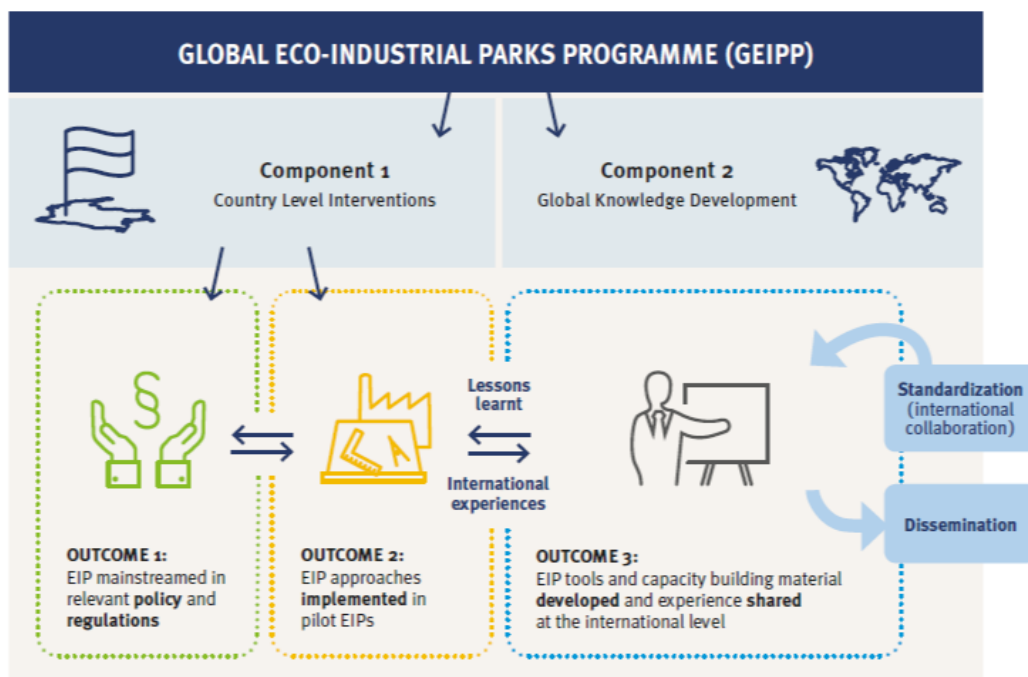 GLOBAL ECO-INDUSTRIAL PARKS PROGRAMME (GEIPP)
Component 1
Country Level Interventions
Component 2
Global Knowledge Development
§
Lessons
learnt
International
experiences
Standardization
(international
collaboration)
Dissemination
OUTCOME 1:
EIP mainstreamed in
relevant policy and
regulations
OUTCOME 2:
EIP approaches
implemented in
pilot EIPs
OUTCOME 3:
EIP tools and capacity building material
developed and experience shared
at the international level